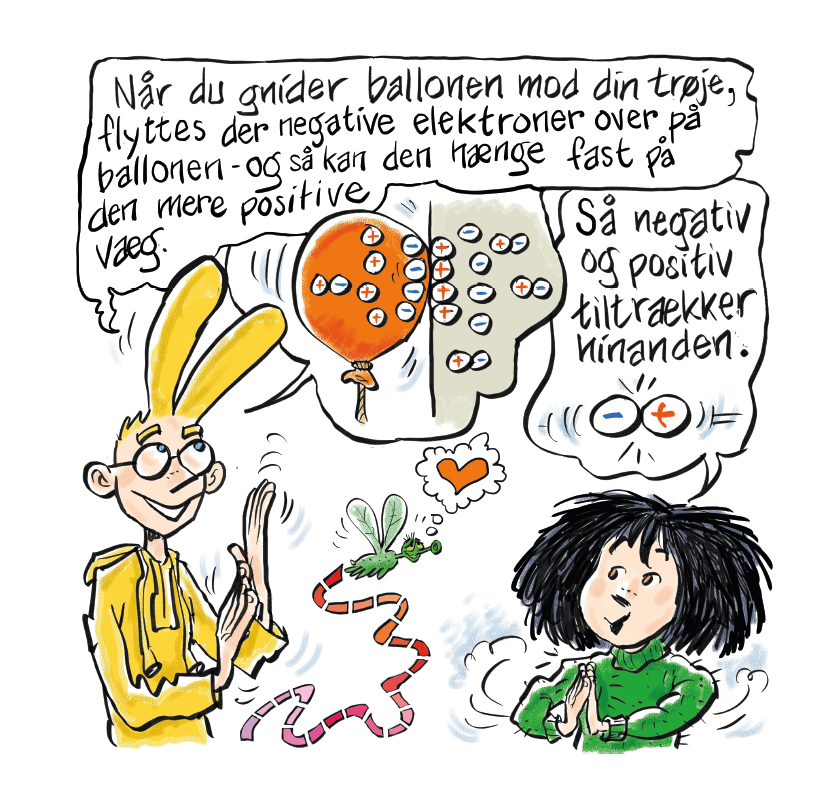 Når du gnider ballonen mod din trøje,
flyttes der negative elektroner over på
ballonen - og så kan den hænge fast på
den mere positive
væg.
Så negativ
og positiv
tiltrækker
hinanden.